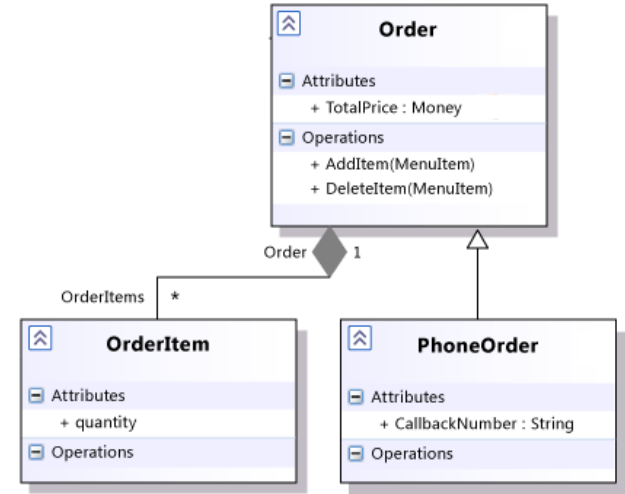 Order
Attributes
+ TotalPrice : Money
Operations
+ AddItem(MenuItem)
+ DeleteItem(MenuItem)
Order 1
OrderItems *
OrderItem
Attributes
+ quantity
Operations
PhoneOrder
Attributes
+ CallbackNumber : String
Operations